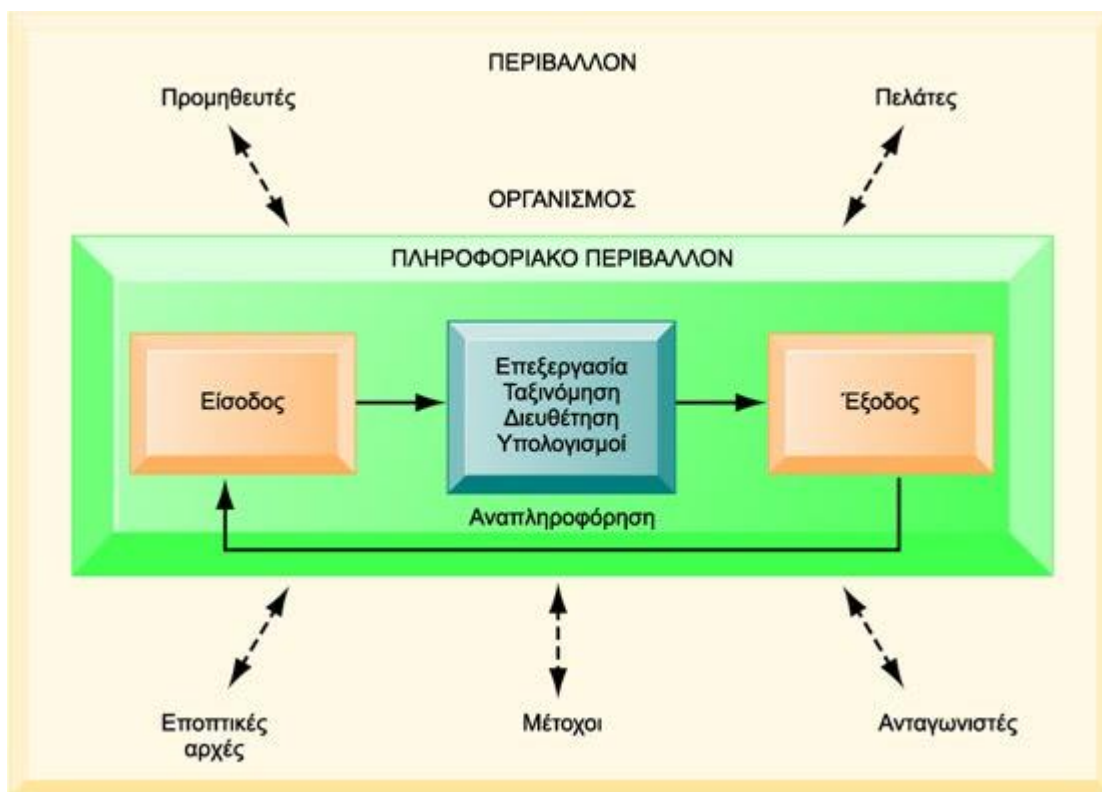 ΠΕΡΙΒΑΛΛΟΝ
Προμηθευτές
Πελάτες
ΟΡΓΑΝΙΣΜΟΣ
ΠΛΗΡΟΦΟΡΙΑΚΟ ΠΕΡΙΒΑΛΛΟΝ
Είσοδος
Επεξεργασία
Ταξινόμηση
Διευθέτηση
Υπολογισμοί
Έξοδος
Αναπληροφόρηση
Εποπτικές
αρχές
Μέτοχοι
Ανταγωνιστές